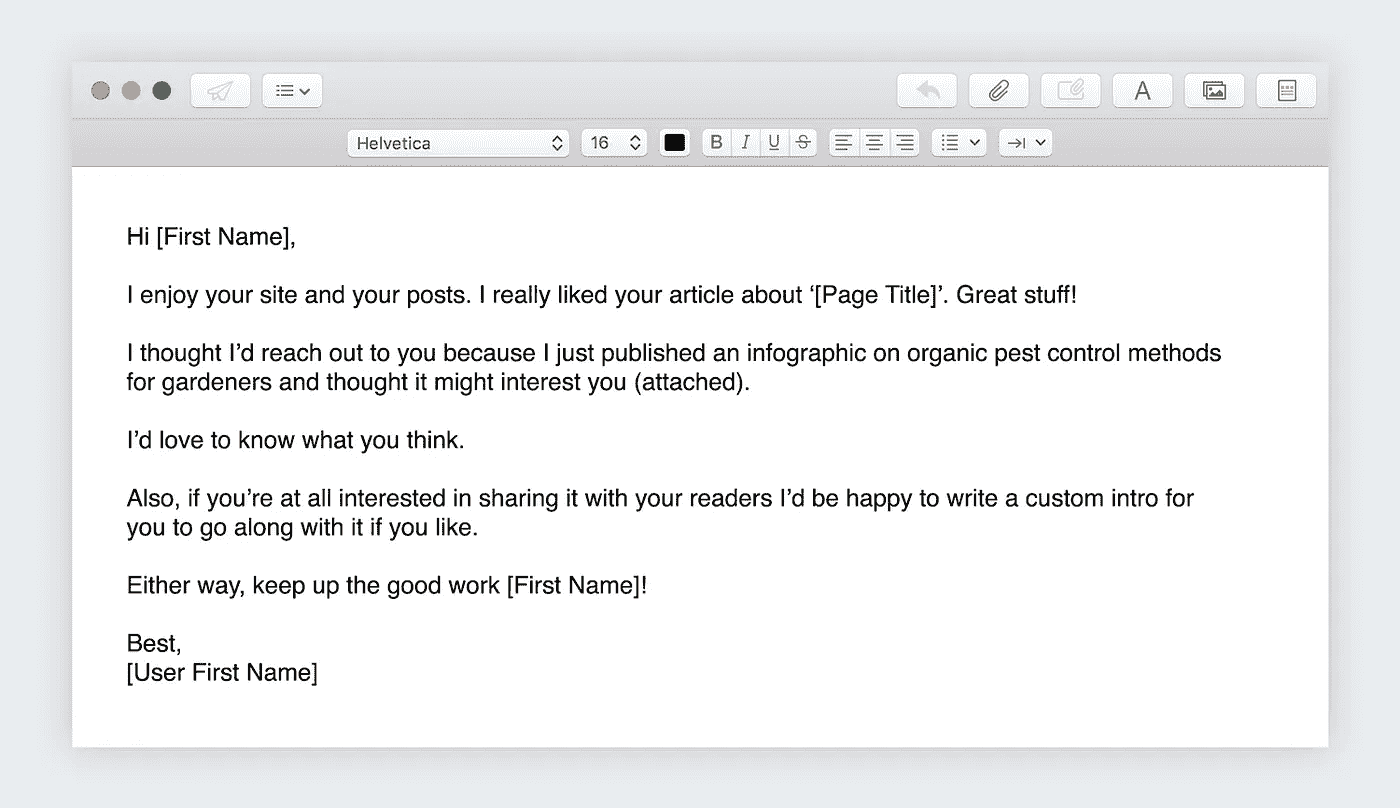 Helvetica
16
B I U S
A
Hi [First Name],
I enjoy your site and your posts. I really liked your article about ‘[Page Title]’. Great stuff!
I thought I’d reach out to you because I just published an infographic on organic pest control methods
for gardeners and thought it might interest you (attached).
I’d love to know what you think.
Also, if you’re at all interested in sharing it with your readers I’d be happy to write a custom intro for
you to go along with it if you like.
Either way, keep up the good work [First Name]!
Best,
[User First Name]